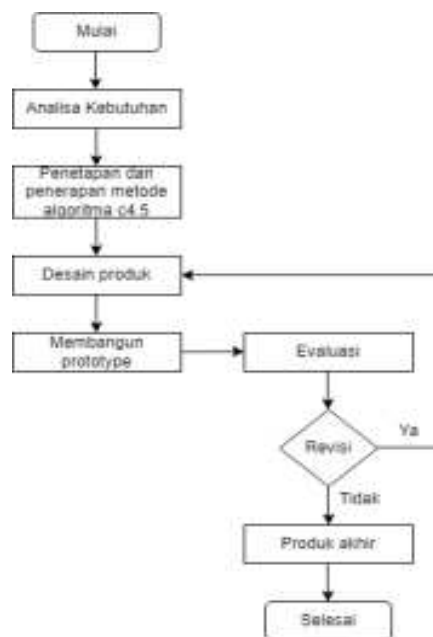 Mulai
Analisa Kebutuhan
Penetapan dan
penerapan metode
algoritma c4.5
Desain produk
Membangun
prototype
Evaluasi
Revisi
Ya
Tidak
Produk akhir
Selesai